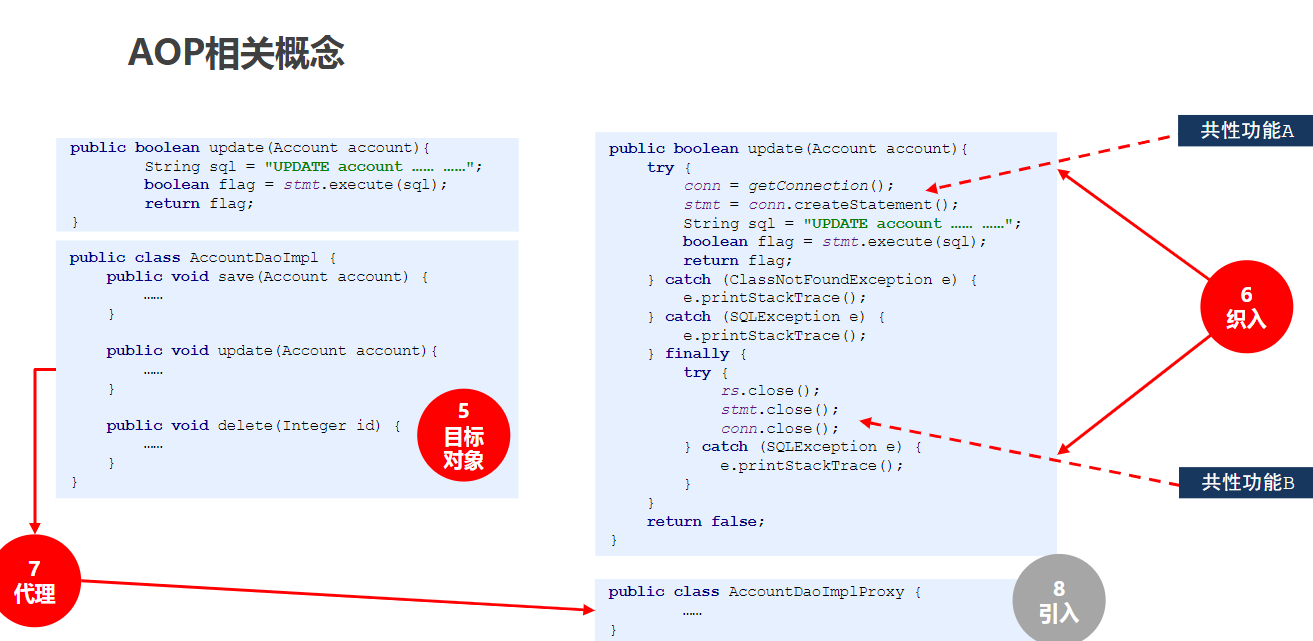 AOP相关概念
public boolean update(Account account){
String sql = "UPDATE account …… ……";
boolean flag = stmt.execute(sql);
return flag;
}
public class AccountDaoImpl {
public void save(Account account) {
……
}
public void update(Account account){
……
}
public void delete(Integer id) {
……
}
}
5
目标
对象
7
代理
public boolean update(Account account){
try {
conn = getConnection();
stmt = conn.createStatement();
String sql = "UPDATE account …… ……";
boolean flag = stmt.execute(sql);
return flag;
} catch (ClassNotFoundException e) {
e.printStackTrace();
} catch (SQLException e) {
e.printStackTrace();
} finally {
try {
rs.close();
stmt.close();
conn.close();
} catch (SQLException e) {
e.printStackTrace();
}
}
return false;
}
共性功能A
6
织入
共性功能B
public class AccountDaoImplProxy {
……
}
8
引入